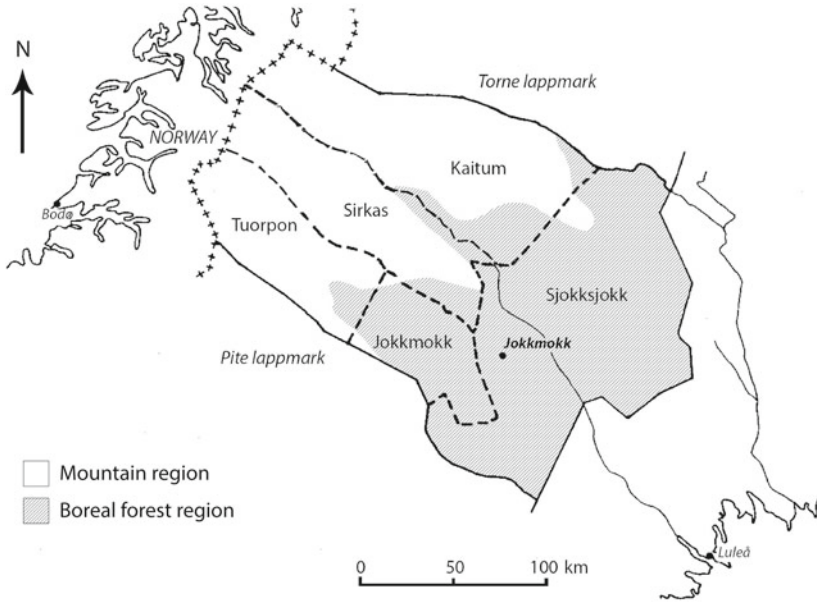 N
Torne lappmark
NORWAY
Kaitum
Bodø
Sirkas
Tuorpon
Sjokksjokk
Jokkmokk
Jokkmokk
Pite lappmark
Mountain region
Boreal forest region
Luleå
0 50 100 km